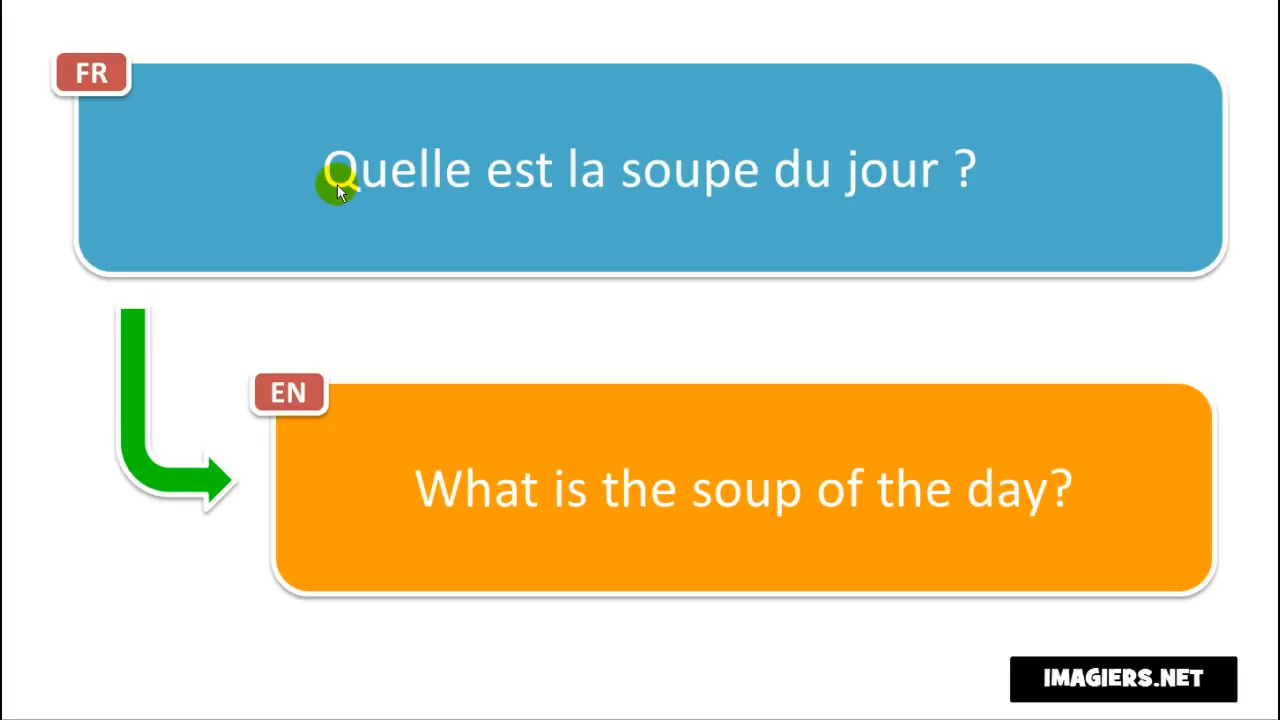 FR
Quelle est la soupe du jour ?
EN
What is the soup of the day?
IMAGIERS.NET